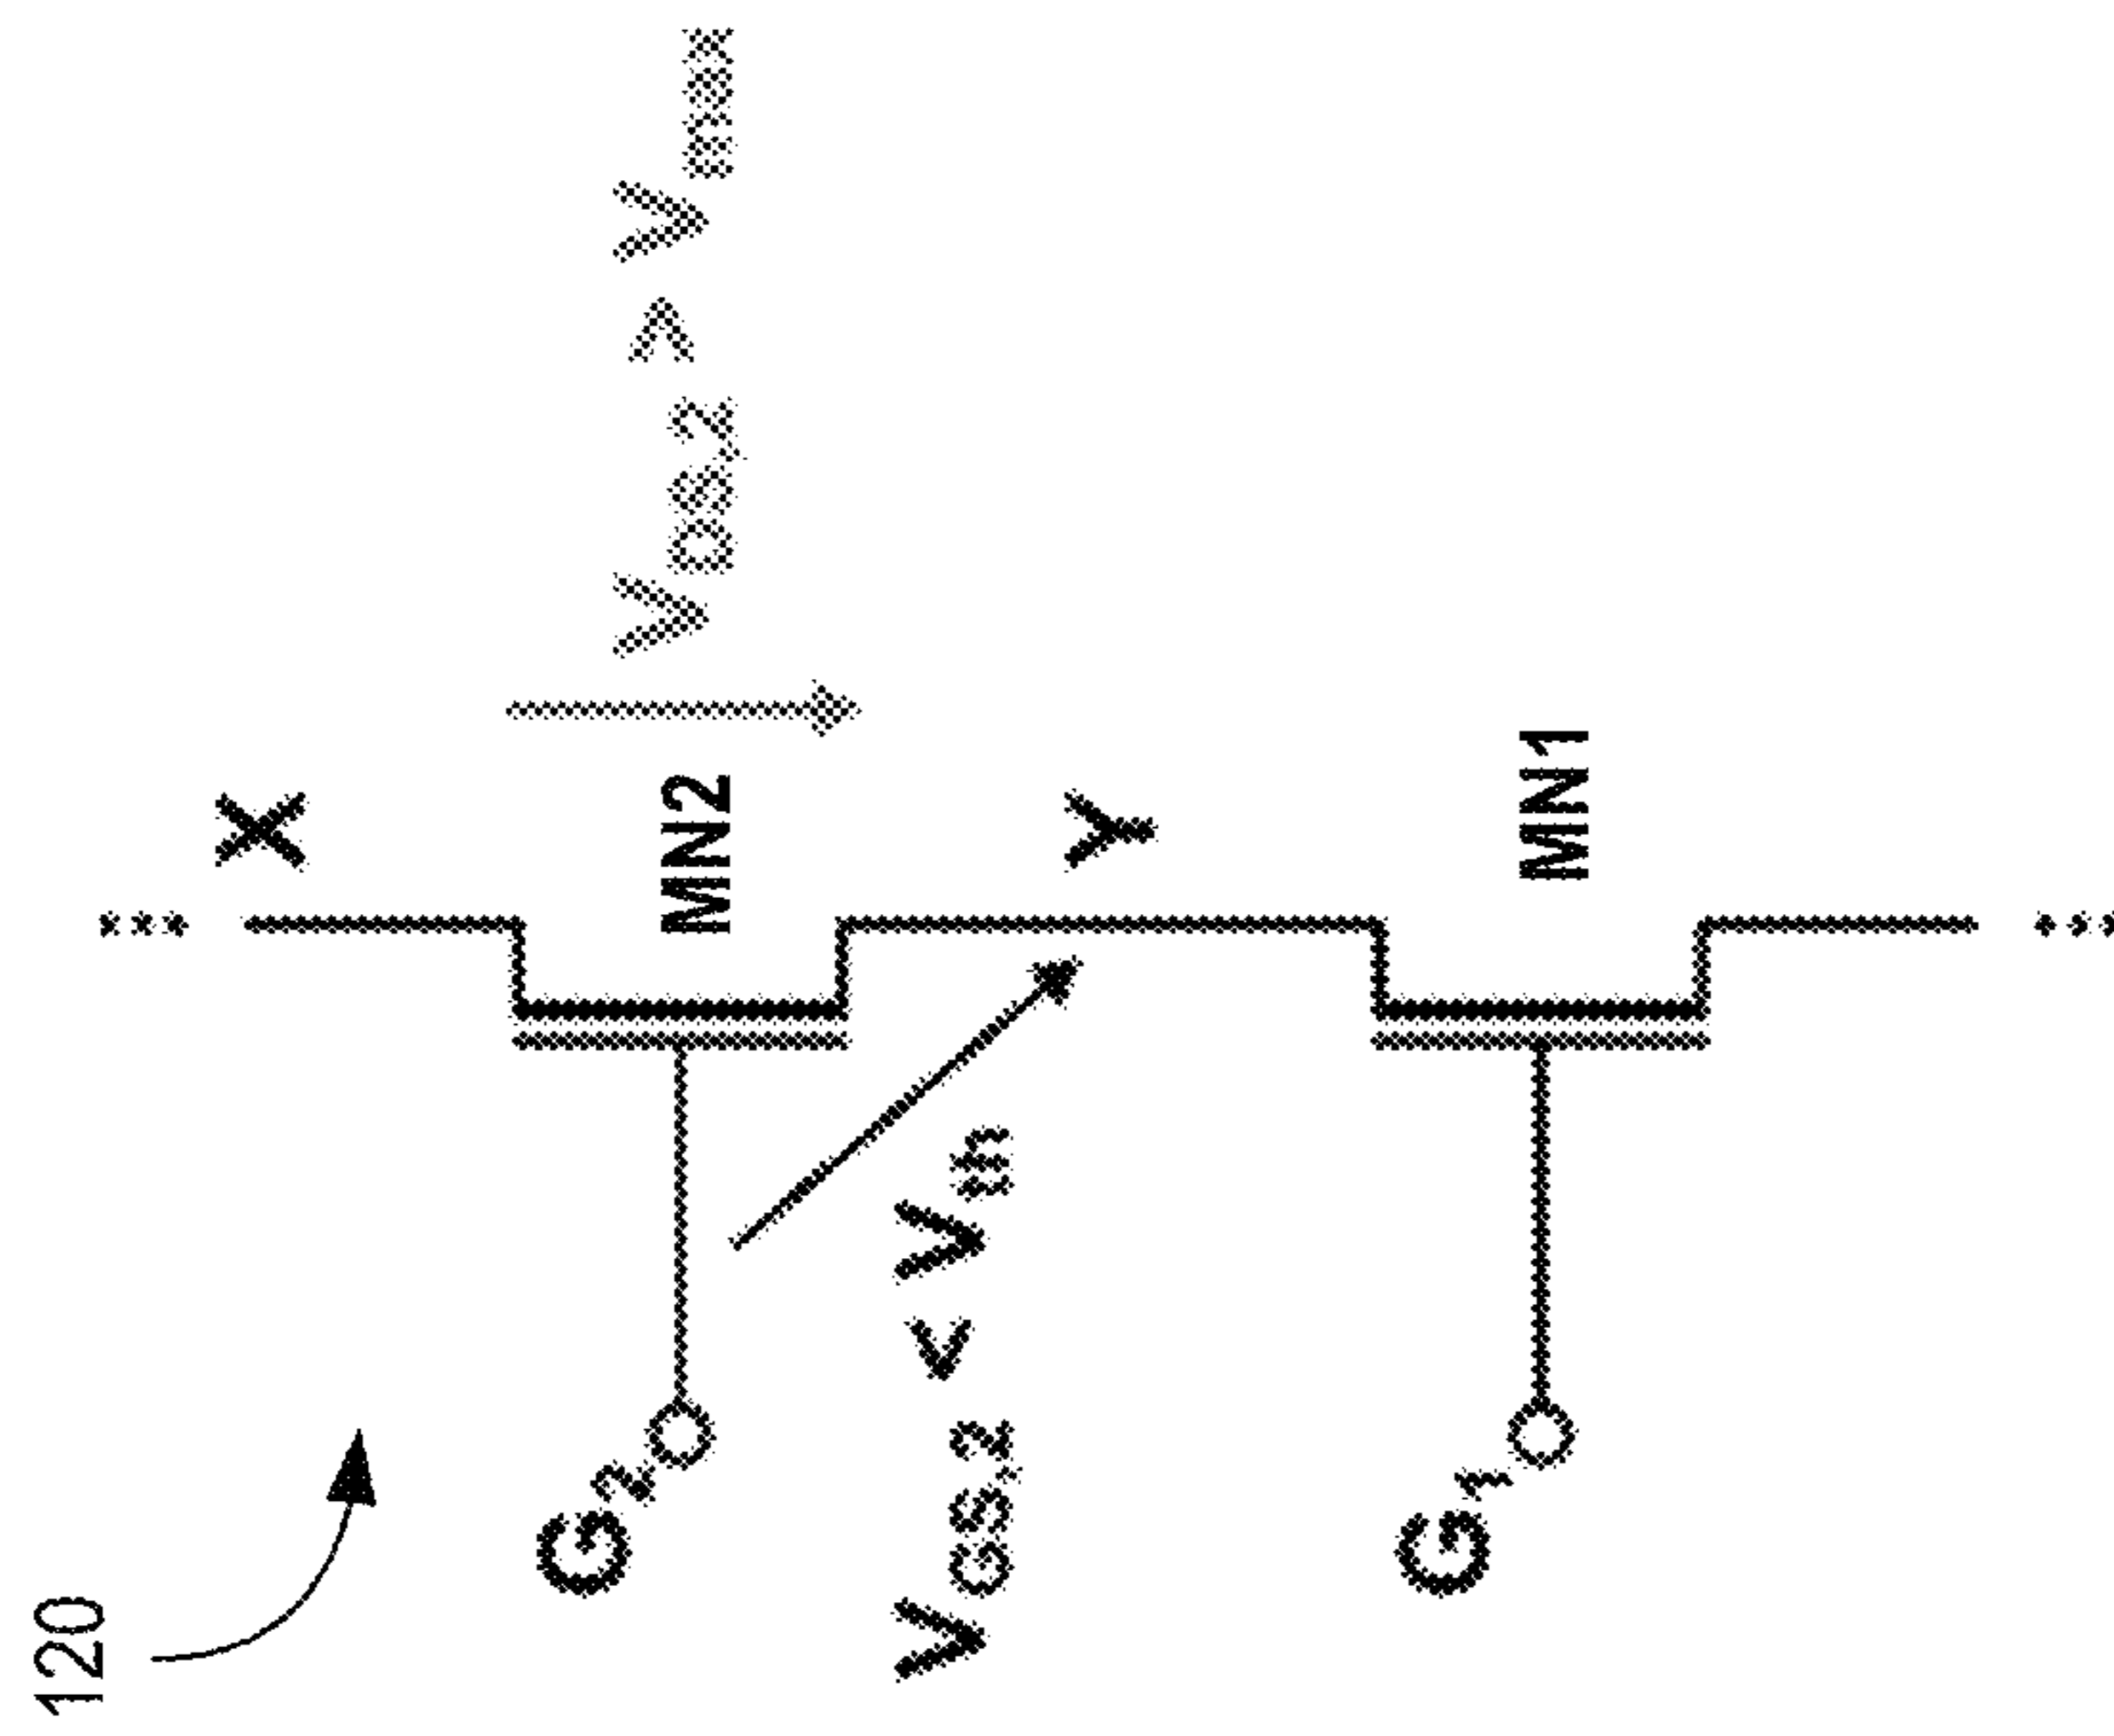 120
X
G2
MN2
VDS,2 > Vmax
VGS,2 < Vth
Y
G1
MN1